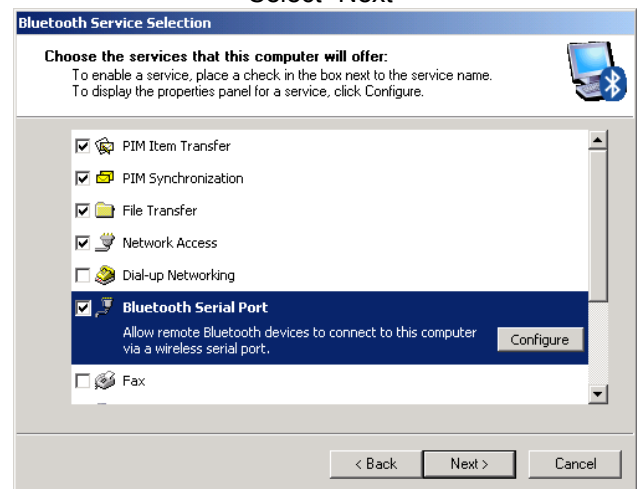 Select "Next"
Bluetooth Service Selection
Choose the services that this computer will offer:
To enable a service, place a check in the box next to the service name.
To display the properties panel for a service, click Configure.
PIM Item Transfer
PIM Synchronization
File Transfer
Network Access
Dial-up Networking
Bluetooth Serial Port
Allow remote Bluetooth devices to connect to this computer
via a wireless serial port.
Configure
Fax
< Back Next > Cancel